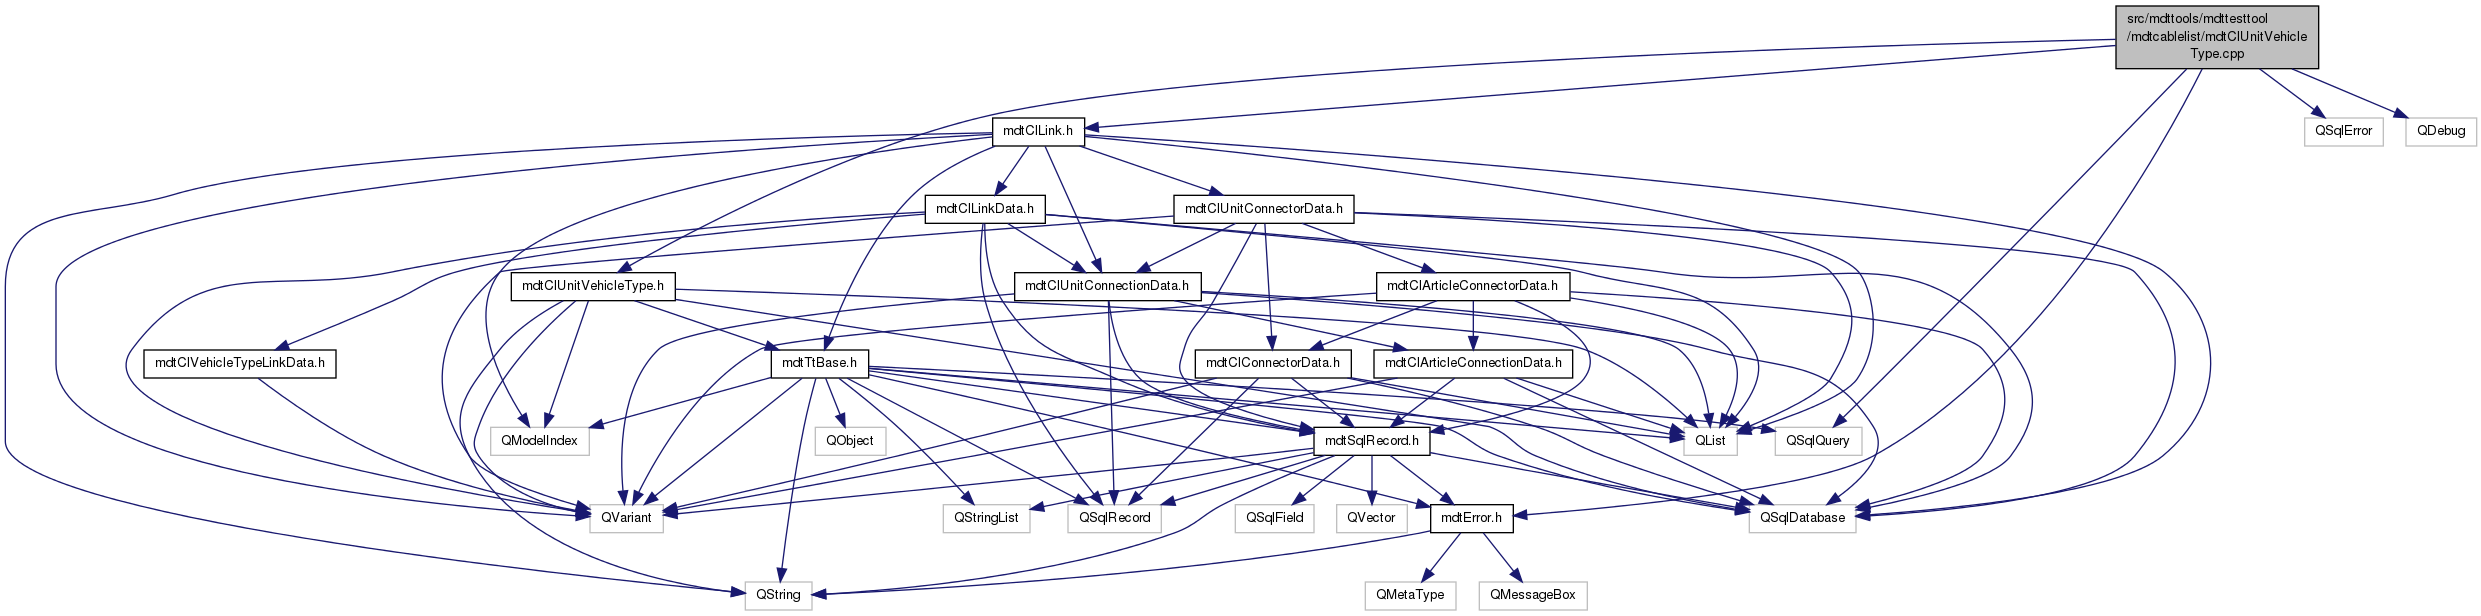 src/mdttools/mdttesttool
/mdtcablelist/mdtClUnitVehicle
Type.cpp
mdtClLink.h
QSqlError
QDebug
mdtClLinkData.h
mdtClUnitConnectorData.h
mdtClUnitVehicleType.h
mdtClUnitConnectionData.h
mdtClArticleConnectorData.h
mdtClVehicleTypeLinkData.h
mdtTtBase.h
mdtClConnectorData.h
mdtClArticleConnectionData.h
QModelIndex
QObject
mdtSqlRecord.h
QList
QSqlQuery
QVariant
QStringList
QSqlRecord
QSqlField
QVector
mdtError.h
QSqlDatabase
QString
QMetaType
QMessageBox